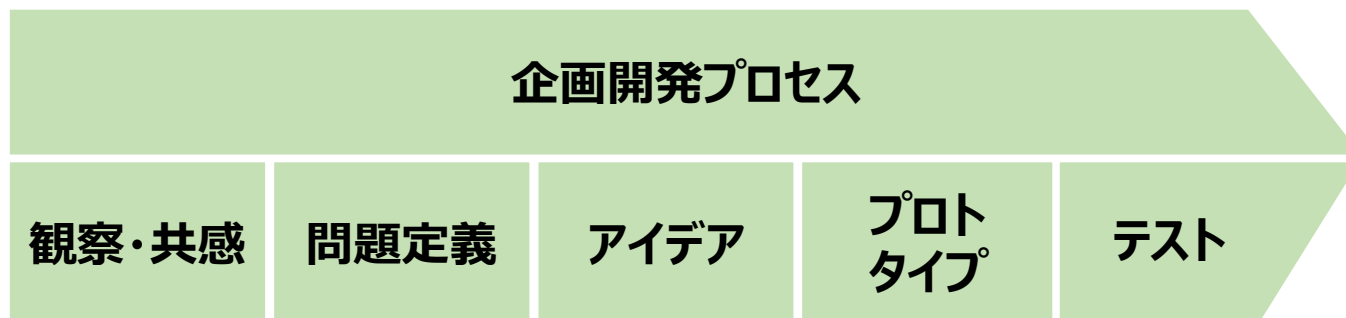 企画開発プロセス
観察・共感
問題定義
アイデア
プロト
タイプ
テスト